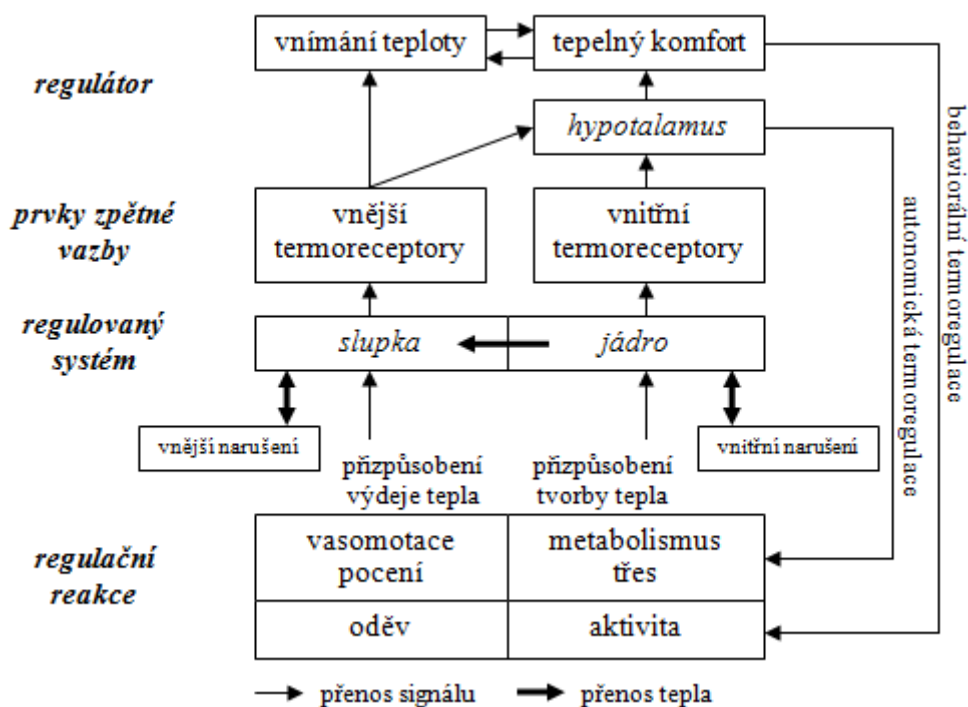 vnímání teploty
tepelný komfort
regulátor
hypotalamus
prvky zpětné
vazby
vnější
termoreceptory
vnitřní
termoreceptory
regulovaný
systém
slupka
jádro
vnější narušení
vnitřní narušení
přizpůsobení
výdeje tepla
přizpůsobení
tvorby tepla
regulační
reakce
vasomotace
pocení
metabolismus
třes
oděv
aktivita
autonomická termoregulace
behaviorální termoregulace
přenos signálu
přenos tepla